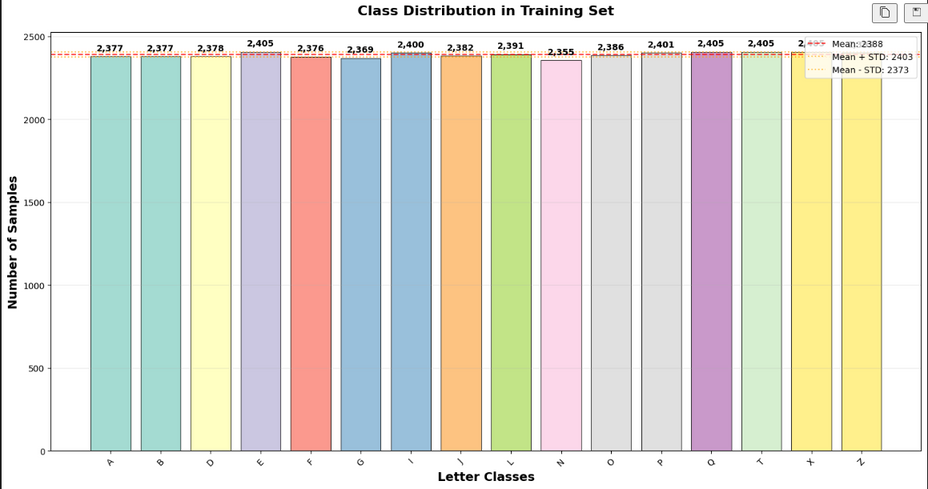 Class Distribution in Training Set
Number of Samples
2500
2000
1500
1000
500
0
2,377 2,377 2,378 2,405 2,376 2,369 2,400 2,382 2,391 2,355 2,386 2,401 2,405 2,405
Mean: 2388
Mean + STD: 2403
Mean - STD: 2373
A B D E F G I J L N O P Q T X Z
Letter Classes